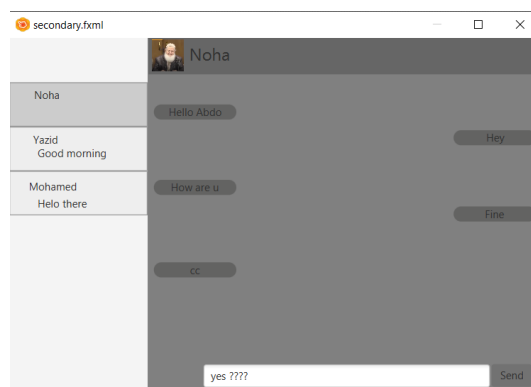 secondary.fxml
Noha
Noha
Yazid
Good morning
Mohamed
Helo there
Hello Abdo
Hey
How are u
Fine
cc
yes ????
Send